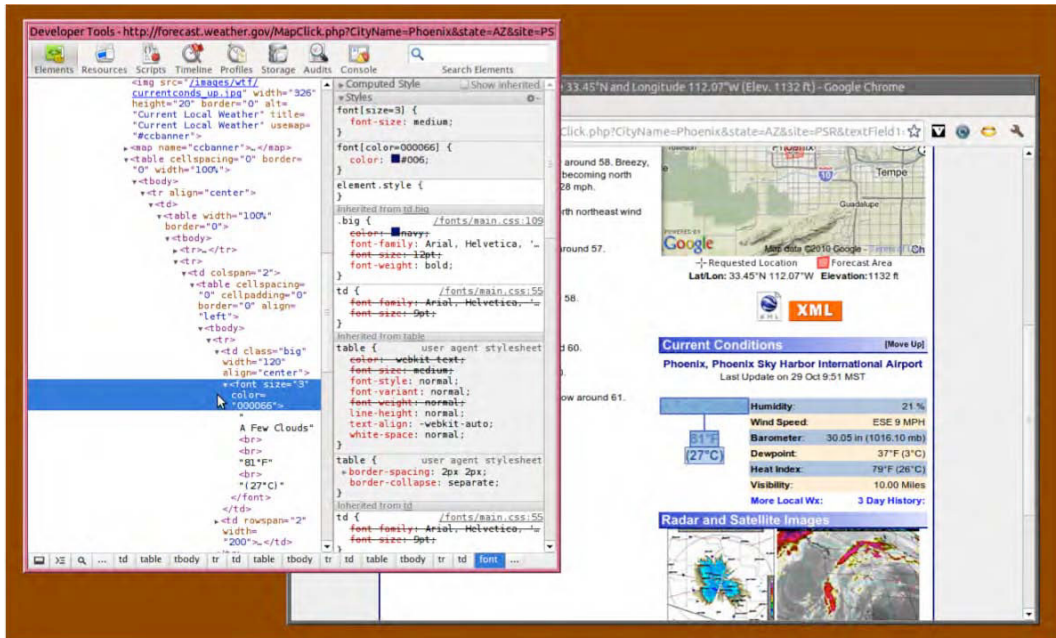 Developer Tools - http://forecast.weather.gov/MapClick.php?CityName=Phoenix&state=AZ&site=PS
Elements Resources Scripts Timeline Profiles Storage Audits Console Search Elements
<img src="/images/wtf/
currentconds_up.jpg" width="326"
height="20" border="0" alt=
"Current Local Weather" title=
"Current Local Weather" usemap=
"#ccbanner">
<map name="ccbanner">…</map>
<table cellspacing="0" border=
"0" width="100%">
<tbody>
<tr align="center">
<td>
<table width="100%"
border="0">
<tbody>
<tr>…</tr>
<tr>
<td colspan="2">
<table cellspacing=
"0" cellpadding="0"
border="0" align=
"left">
<tbody>
<tr>
<td class="big"
width="120"
align="center">
<font size="3"
color=
"000066">
"
A Few Clouds"
<br>
<br>
"81°F"
<br>
"(27°C)"
</font>
</td>
<td rowspan="2"
width=
"200">…</td>
Computed Style Show inherited
Styles
font[size=3] {
font-size: medium;
}
font[color=000066] {
color: #006;
}
element.style {
}
Inherited from td.big
.big { /fonts/main.css:109
color: navy;
font-family: Arial, Helvetica, '…
font-size: 12pt;
font-weight: bold;
}
td { /fonts/main.css:55
font-family: Arial, Helvetica, '…
font-size: 9pt;
}
Inherited from table
table { user agent stylesheet
color: -webkit-text;
font-size: medium;
font-style: normal;
font-variant: normal;
font-weight: normal;
line-height: normal;
text-align: -webkit-auto;
white-space: normal;
}
table { user agent stylesheet
border-spacing: 2px 2px;
border-collapse: separate;
}
Inherited from td
td { /fonts/main.css:55
font-family: Arial, Helvetica, '…
font-size: 9pt;
}
... td table tbody tr td table tbody tr td table tbody tr td font ...
33.45°N and Longitude 112.07°W (Elev. 1132 ft) - Google Chrome
Click.php?CityName=Phoenix&state=AZ&site=PSR&textField1
around 58. Breezy,
becoming north
28 mph.
rth northeast wind
round 57.
58.
d 60.
ow around 61.
PHOENIX
10
Tempe
Guadalupe
POWERED BY
Google
Map data ©2010 Google -
Requested Location Forecast Area
Lat/Lon: 33.45°N 112.07°W Elevation:1132 ft
KML
XML
Current Conditions [Move Up]
Phoenix, Phoenix Sky Harbor International Airport
Last Update on 29 Oct 9:51 MST
81°F
(27°C)
Humidity: 21 %
Wind Speed: ESE 9 MPH
Barometer: 30.05 in (1016.10 mb)
Dewpoint: 37°F (3°C)
Heat Index: 79°F (26°C)
Visibility: 10.00 Miles
More Local Wx: 3 Day History:
Radar and Satellite Images